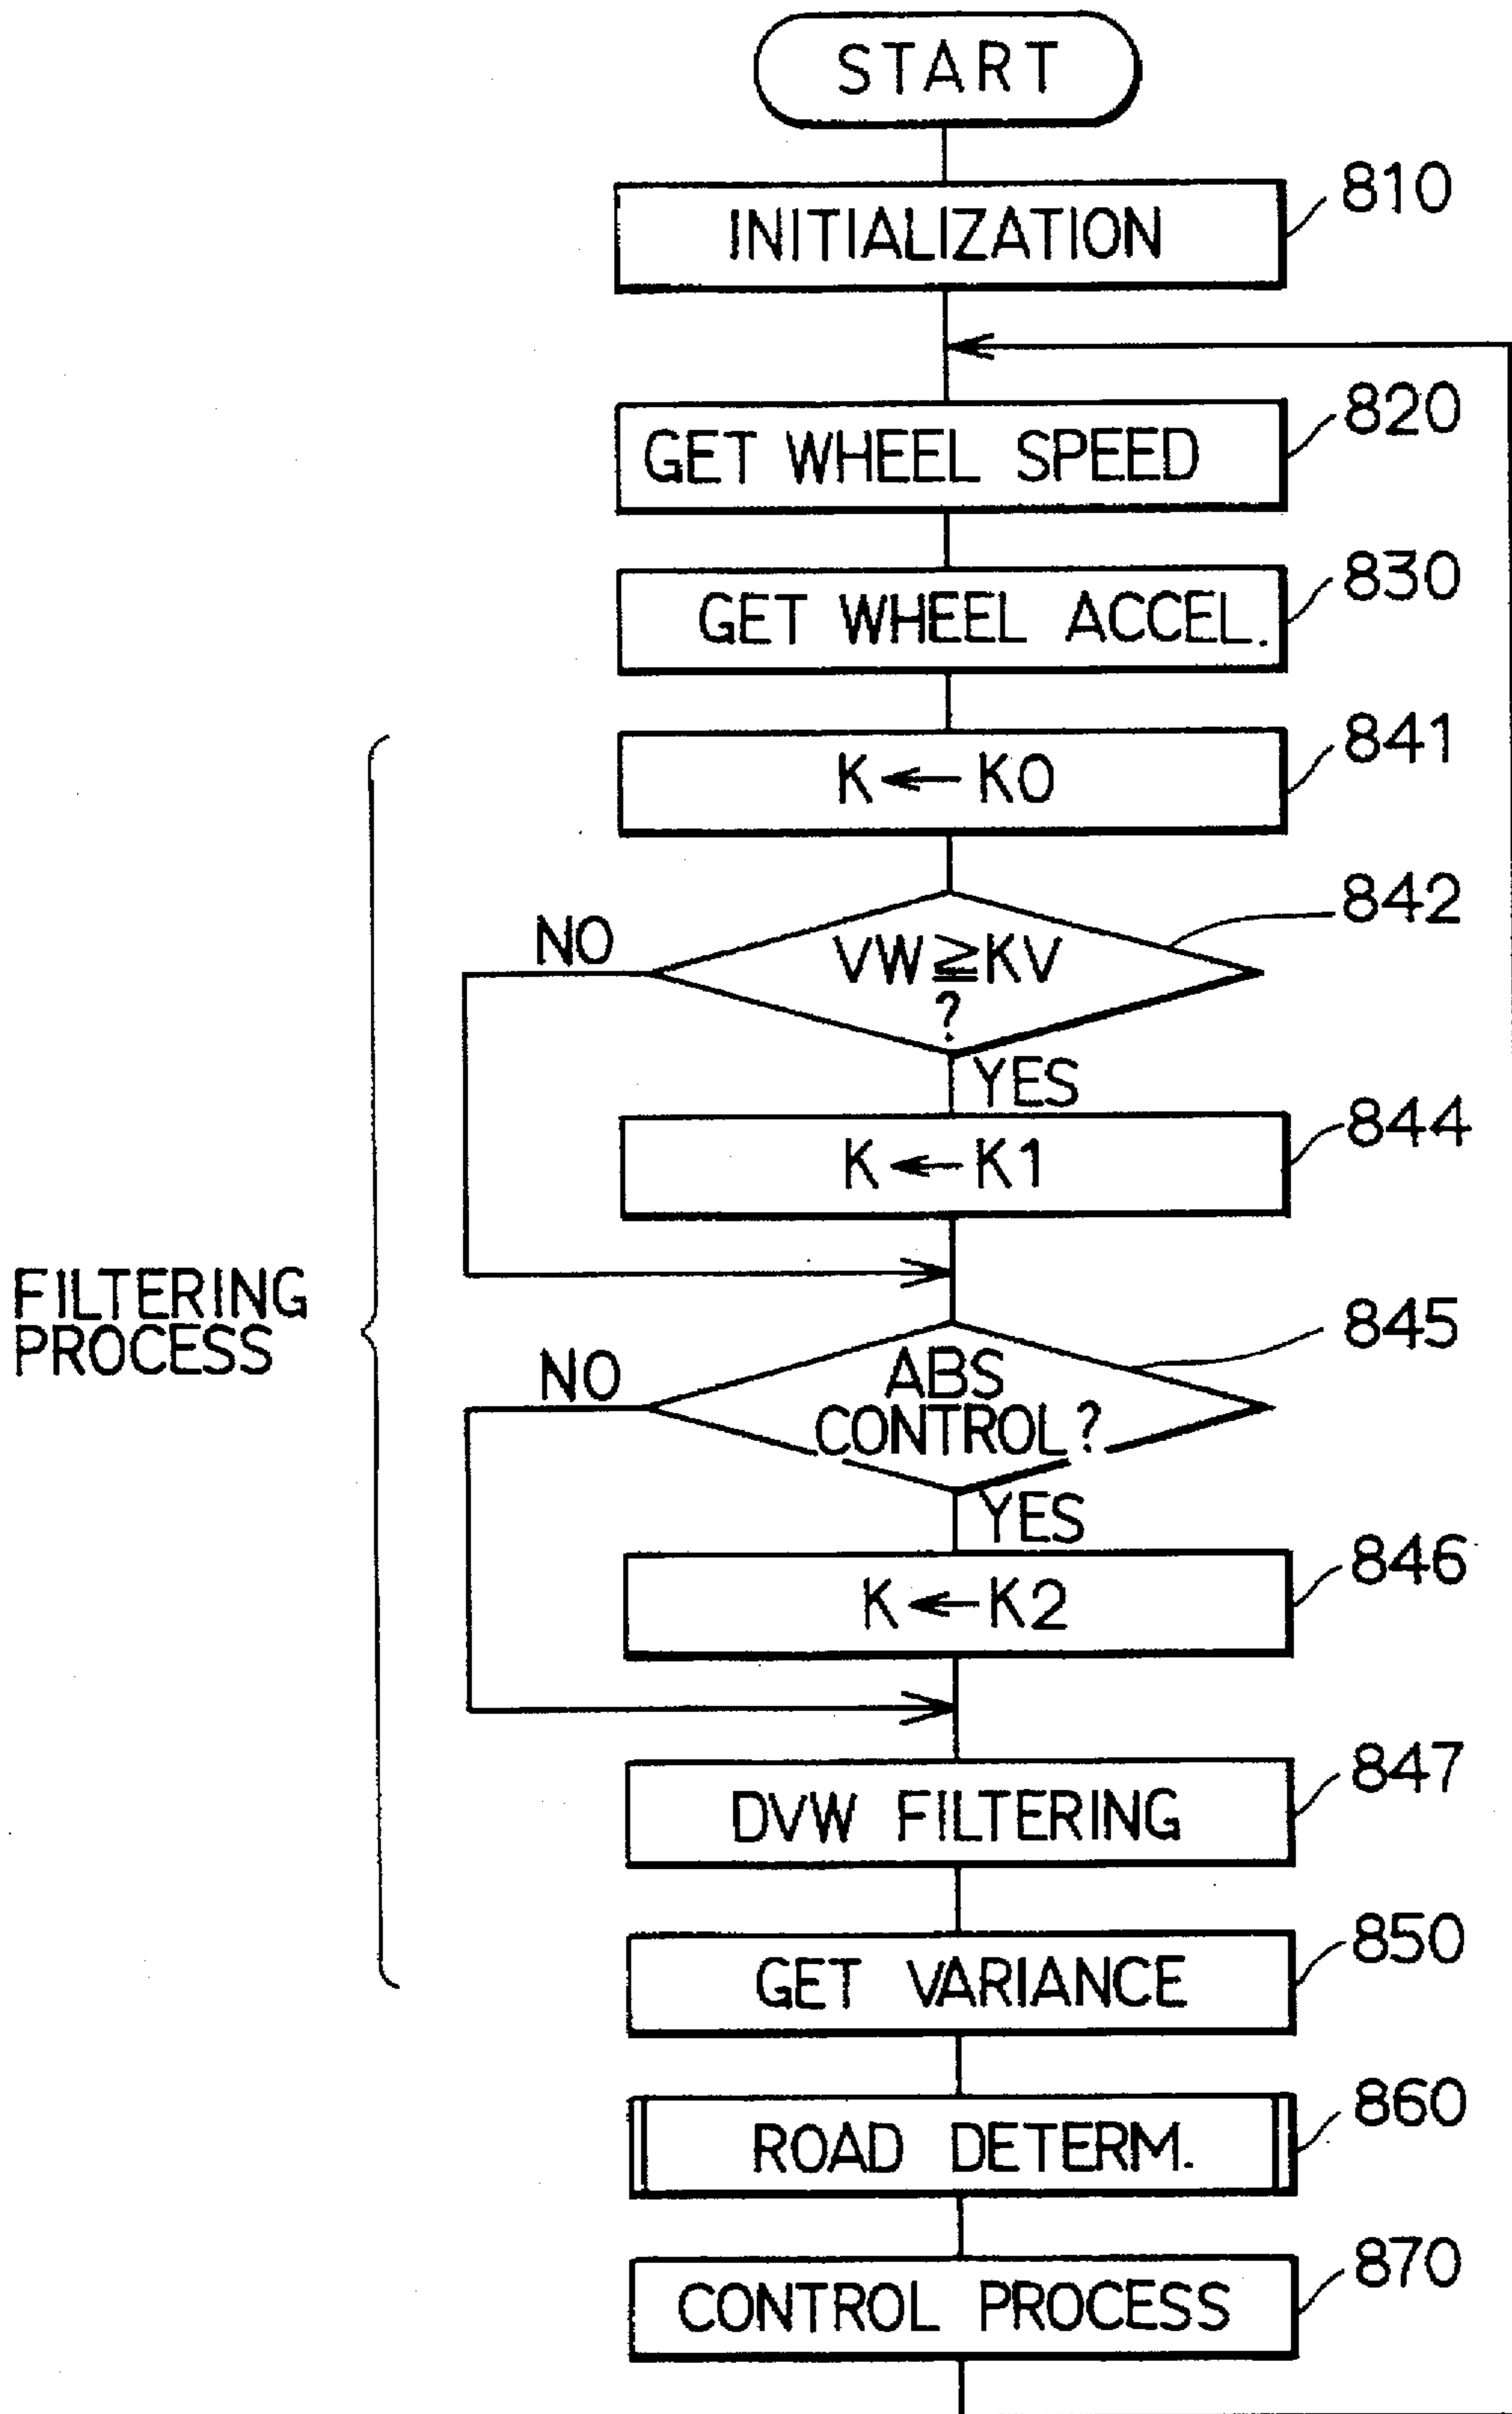 START
INITIALIZATION
810
GET WHEEL SPEED
820
GET WHEEL ACCEL.
830
K ← K0
841
VW ≧ KV
?
842
NO
YES
K ← K1
844
FILTERING
PROCESS
ABS
CONTROL?
845
NO
YES
K ← K2
846
DVW FILTERING
847
GET VARIANCE
850
ROAD DETERM.
860
CONTROL PROCESS
870